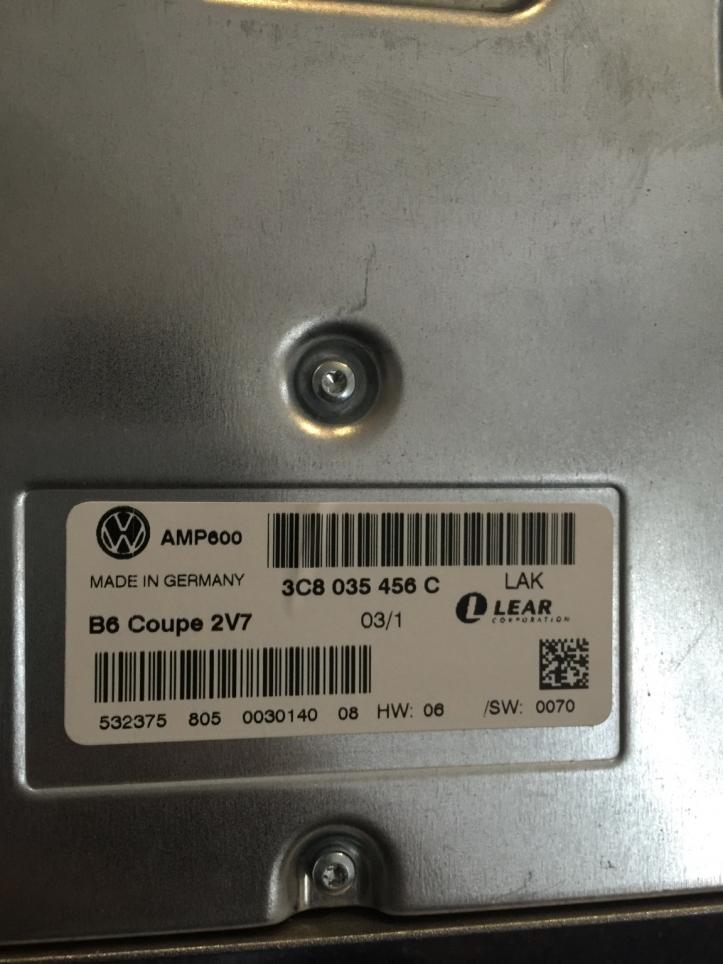 AMP600
MADE IN GERMANY
3C8 035 456 C
LAK
B6 Coupe 2V7
03/1
LEAR
CORPORATION
532375 805 0030140 08 HW: 06 /SW: 0070